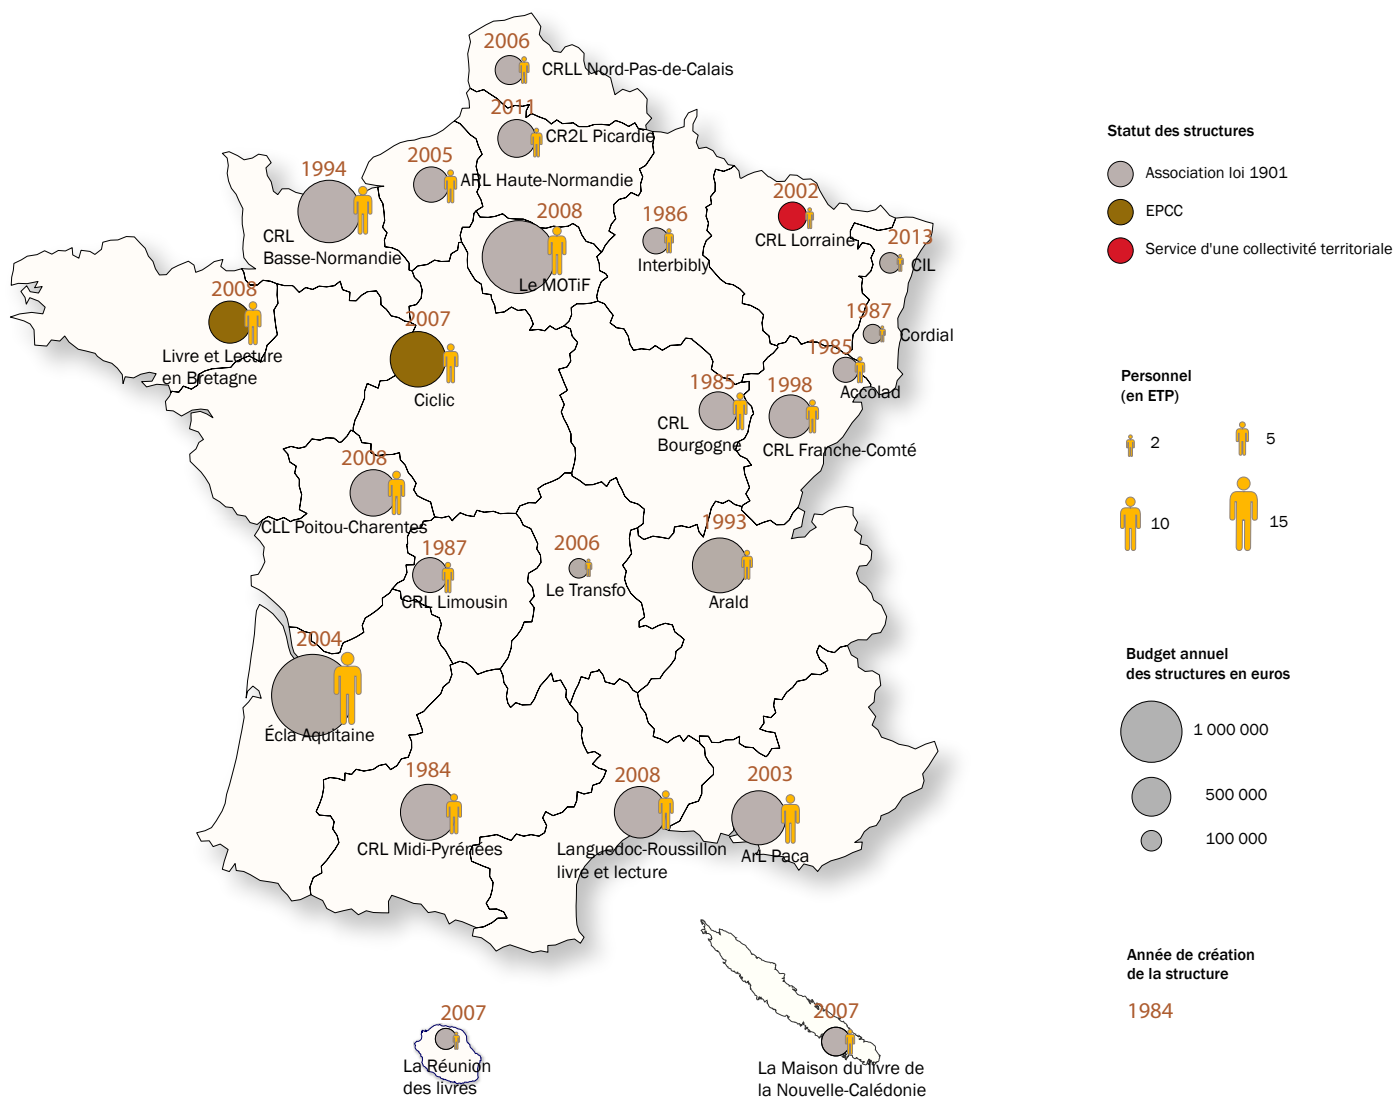 2006
CRLL Nord-Pas-de-Calais
2011
CR2L Picardie
2005
ARL Haute-Normandie
1994
CRL
Basse-Normandie
2008
Le MOTiF
1986
Interbibly
2002
CRL Lorraine
2013
CIL
1987
Cordial
1985
Accolad
2008
Livre et Lecture
en Bretagne
2007
Ciclic
1985
CRL
Bourgogne
1998
CRL Franche-Comté
2008
CLL Poitou-Charentes
1987
CRL Limousin
2006
Le Transfo
1993
Arald
2004
Écla Aquitaine
1984
CRL Midi-Pyrénées
2008
Languedoc-Roussillon
livre et lecture
2003
ArL Paca
2007
La Réunion
des livres
2007
La Maison du livre de
la Nouvelle-Calédonie
Statut des structures
Association loi 1901
EPCC
Service d'une collectivité territoriale
Personnel
(en ETP)
2
5
10
15
Budget annuel
des structures en euros
1 000 000
500 000
100 000
Année de création
de la structure
1984